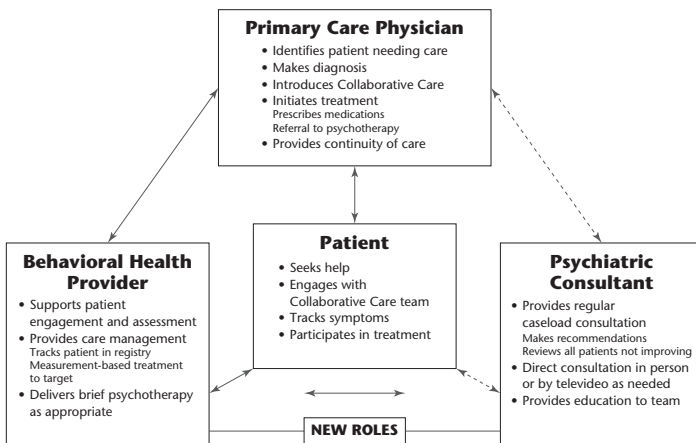 Primary Care Physician
• Identifies patient needing care
• Makes diagnosis
• Introduces Collaborative Care
• Initiates treatment
Prescribes medications
Referral to psychotherapy
• Provides continuity of care
Behavioral Health
Provider
• Supports patient
engagement and assessment
• Provides care management
Tracks patient in registry
Measurement-based treatment
to target
• Delivers brief psychotherapy
as appropriate
Patient
• Seeks help
• Engages with
Collaborative Care team
• Tracks symptoms
• Participates in treatment
Psychiatric
Consultant
• Provides regular
caseload consultation
Makes recommendations
Reviews all patients not improving
• Direct consultation in person
or by televideo as needed
• Provides education to team
NEW ROLES